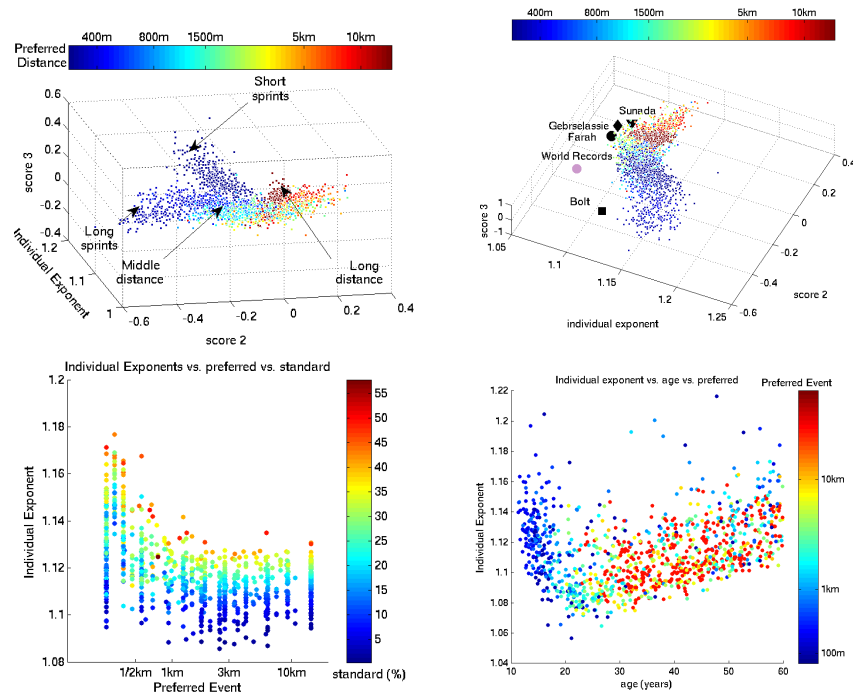 400m 800m 1500m 5km 10km
Preferred
Distance
Short
sprints
0.6
0.4
0.2
0
-0.2
-0.4
score 3
Long
sprints
Middle
distance
Long
distance
1.2
1.1
1
Individual Exponent
-0.6 -0.4 -0.2 0 0.2 0.4
score 2
400m 800m 1500m 5km 10km
Sunada
Gebrselassie
Farah
World Records
Bolt
1
0
-1
score 3
1.05
1.1
1.15
1.2
1.25
individual exponent
0.4
0.2
0
-0.2
-0.4
-0.6
score 2
Individual Exponents vs. preferred vs. standard
1.2
1.18
1.16
1.14
1.12
1.1
1.08
Individual Exponent
1/2km 1km 3km 10km
Preferred Event
55
50
45
40
35
30
25
20
15
10
5
standard (%)
Individual exponent vs. age vs. preferred
Preferred Event
1.22
1.2
1.18
1.16
1.14
1.12
1.1
1.08
1.06
1.04
Individual Exponent
10 20 30 40 50 60
age (years)
10km
1km
100m